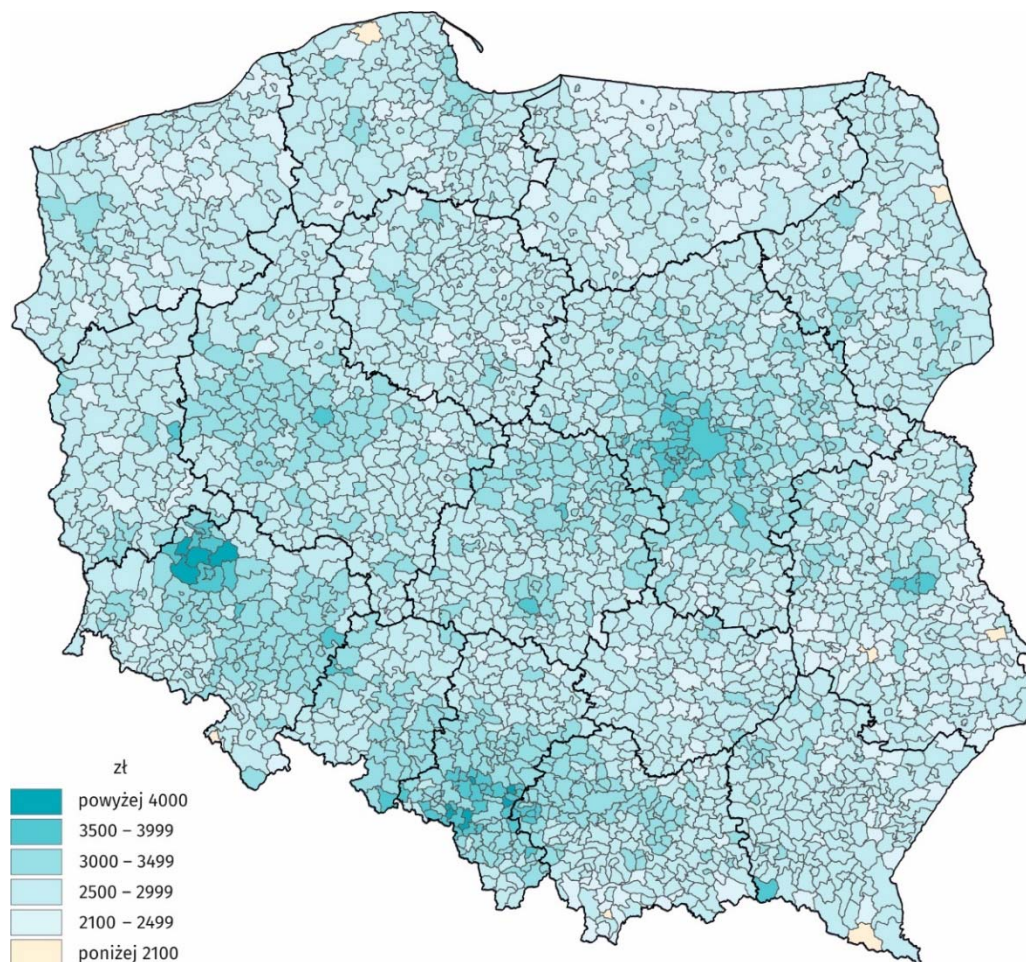 zł
powyżej 4000
3500 – 3999
3000 – 3499
2500 – 2999
2100 – 2499
poniżej 2100